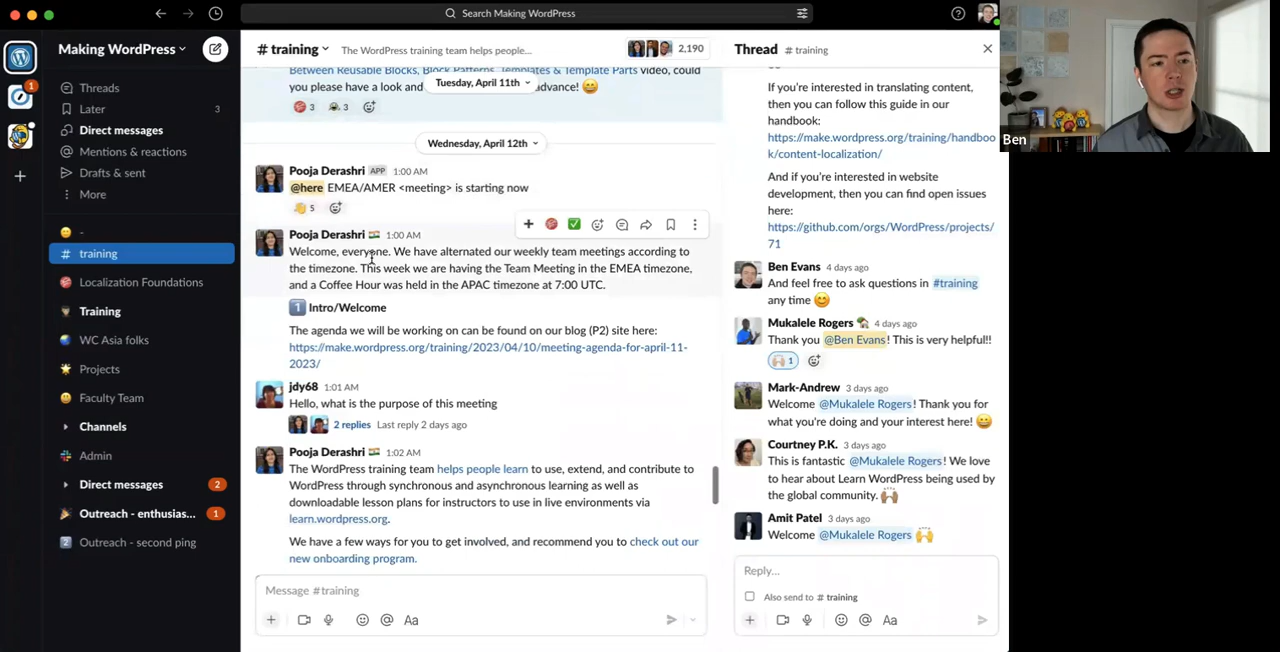 Search Making WordPress
Making WordPress
1
Threads
Later
3
Direct messages
Mentions & reactions
Drafts & sent
More
-
# training
Localization Foundations
Training
WC Asia folks
Projects
Faculty Team
Channels
Admin
Direct messages
2
Outreach - enthusias...
1
Outreach - second ping
# training
The WordPress training team helps people...
2,190
Between Reusable Blocks, Block Patterns, Templates & Template Parts video, could
you please have a look and
Tuesday, April 11th
advance!
3
3
Wednesday, April 12th
Pooja Derashri APP 1:00 AM
@here EMEA/AMER <meeting> is starting now
5
Pooja Derashri 1:00 AM
Welcome, everyone. We have alternated our weekly team meetings according to
the timezone. This week we are having the Team Meeting in the EMEA timezone,
and a Coffee Hour was held in the APAC timezone at 7:00 UTC.
1 Intro/Welcome
The agenda we will be working on can be found on our blog (P2) site here:
https://make.wordpress.org/training/2023/04/10/meeting-agenda-for-april-11-
2023/
jdy68 1:01 AM
Hello, what is the purpose of this meeting
2 replies Last reply 2 days ago
Pooja Derashri 1:02 AM
The WordPress training team helps people learn to use, extend, and contribute to
WordPress through synchronous and asynchronous learning as well as
downloadable lesson plans for instructors to use in live environments via
learn.wordpress.org.
We have a few ways for you to get involved, and recommend you to check out our
new onboarding program.
Message #training
Aa
Thread # training
If you're interested in translating content,
then you can follow this guide in our
handbook:
https://make.wordpress.org/training/handboo
k/content-localization/
And if you're interested in website
development, then you can find open issues
here:
https://github.com/orgs/WordPress/projects/
71
Ben Evans 4 days ago
And feel free to ask questions in #training
any time
Mukalele Rogers 4 days ago
Thank you @Ben Evans! This is very helpful!!
1
Mark-Andrew 3 days ago
Welcome @Mukalele Rogers! Thank you for
what you're doing and your interest here!
Courtney P.K. 3 days ago
This is fantastic @Mukalele Rogers! We love
to hear about Learn WordPress being used by
the global community.
Amit Patel 3 days ago
Welcome @Mukalele Rogers
Reply...
Also send to # training
Aa
Ben